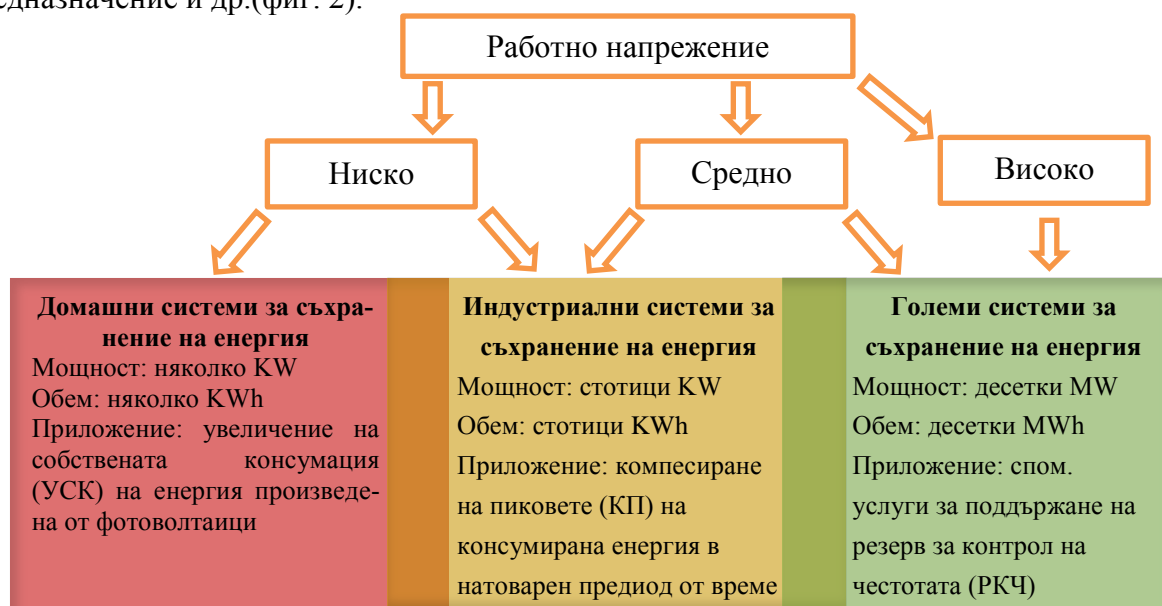 едназначение и др.(фиг. 2).
Работно напрежение
Ниско
Средно
Високо
Домашни системи за съхра-
нение на енергия
Мощност: няколко KW
Обем: няколко KWh
Приложение: увеличение на
собствената консумация
(УСК) на енергия произведе-
на от фотоволтаици
Индустриални системи за
съхранение на енергия
Мощност: стотици KW
Обем: стотици KWh
Приложение: компесиране
на пиковете (КП) на
консумирана енергия в
натоварен предиод от време
Големи системи за
съхранение на енергия
Мощност: десетки MW
Обем: десетки MWh
Приложение: спом.
услуги за поддържане на
резерв за контрол на
честотата (РКЧ)